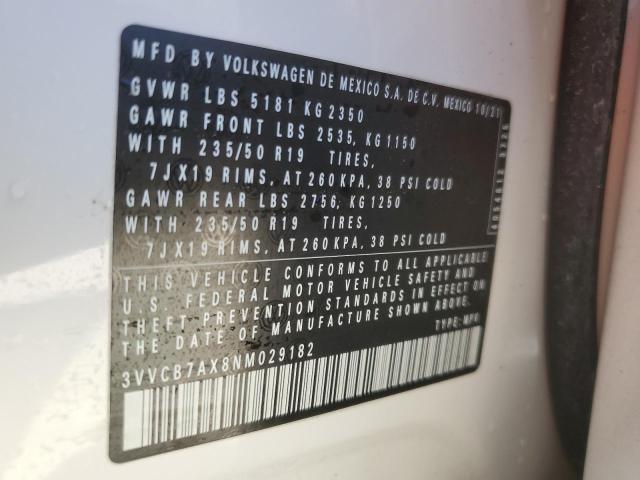 MFD BY VOLKSWAGEN DE MEXICO S.A. DE C.V. MEXICO 10/21
GVWR LBS 5181 KG 2350
GAWR FRONT LBS 2535, KG 1150
WITH 235/50 R19 TIRES,
7JX19 RIMS, AT 260 KPA, 38 PSI COLD
GAWR REAR LBS 2756, KG 1250
WITH 235/50 R19 TIRES,
7JX19 RIMS, AT 260 KPA, 38 PSI COLD
THIS VEHICLE CONFORMS TO ALL APPLICABLE
U.S. FEDERAL MOTOR VEHICLE SAFETY AND
THEFT PREVENTION STANDARDS IN EFFECT ON
THE DATE OF MANUFACTURE SHOWN ABOVE.
TYPE: MPV
3VVCB7AX8NM029182